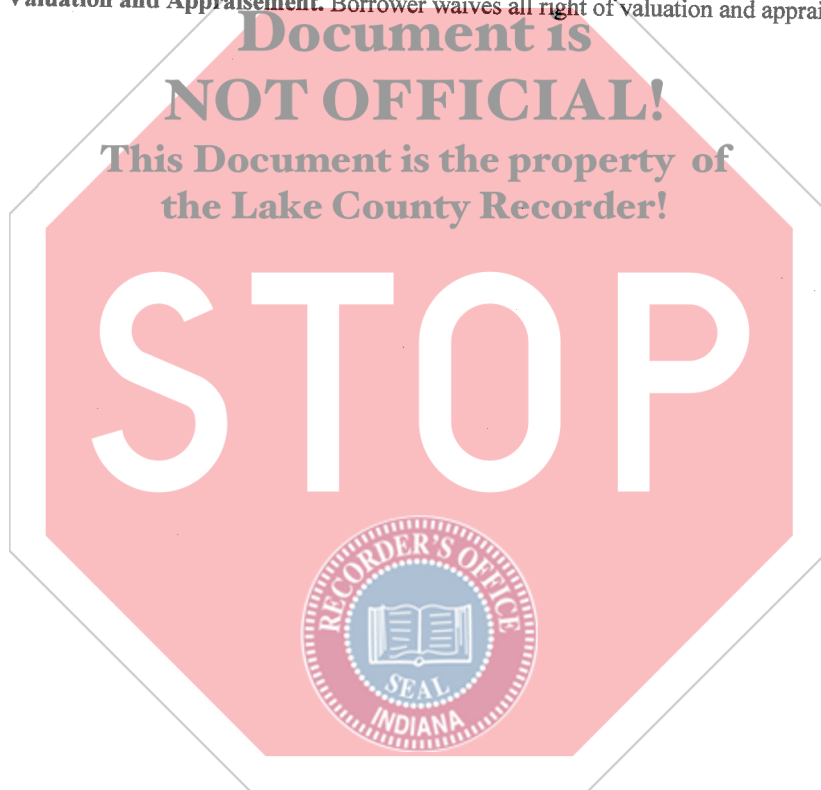 Valuation and Appraisement. Borrower waives all right of valuation and apprai
Document is
NOT OFFICIAL!
This Document is the property of
the Lake County Recorder!
STOP
RECORDER'S OFFICE
SEAL
INDIANA